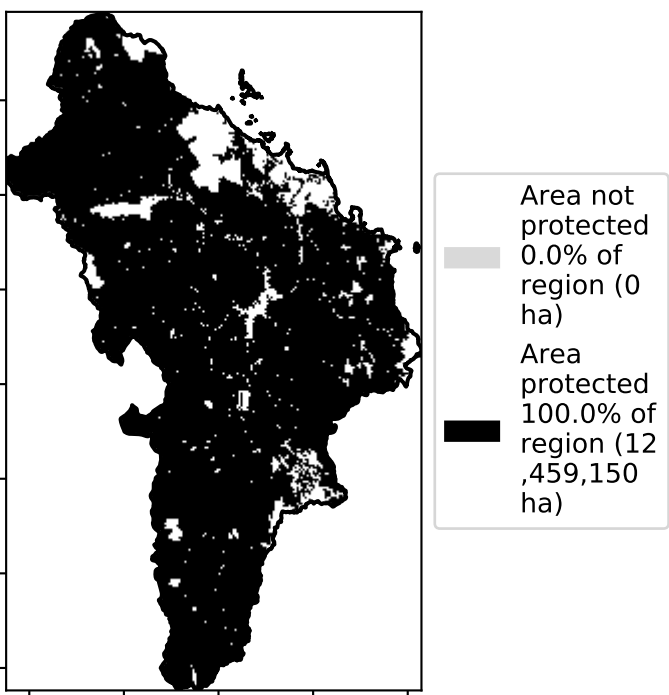 Area not
protected
0.0% of
region (0
ha)
Area
protected
100.0% of
region (12
,459,150
ha)